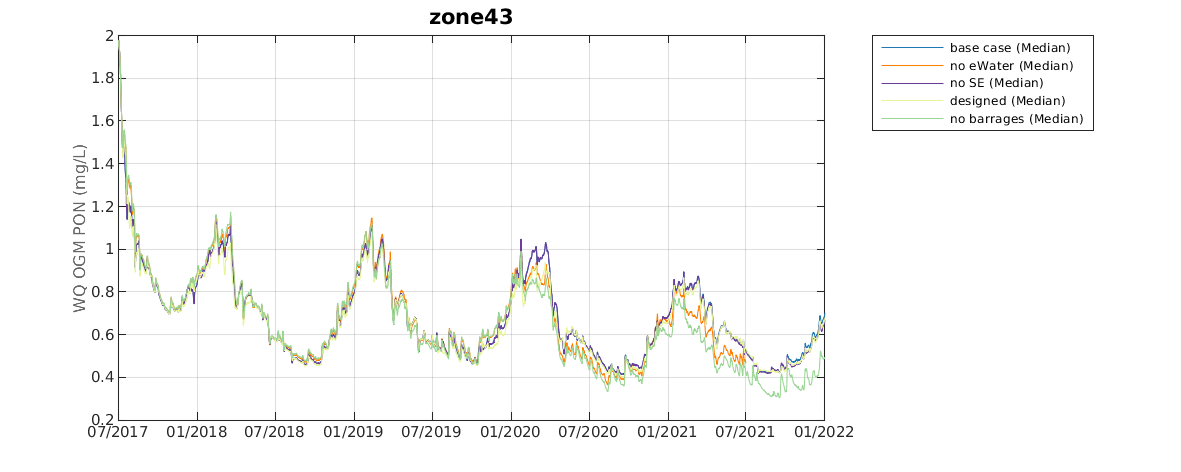 zone43
2
1.8
1.6
1.4
1.2
1
0.8
0.6
0.4
0.2
WQ OGM PON (mg/L)
07/2017 01/2018 07/2018 01/2019 07/2019 01/2020 07/2020 01/2021 07/2021 01/2022
base case (Median)
no eWater (Median)
no SE (Median)
designed (Median)
no barrages (Median)